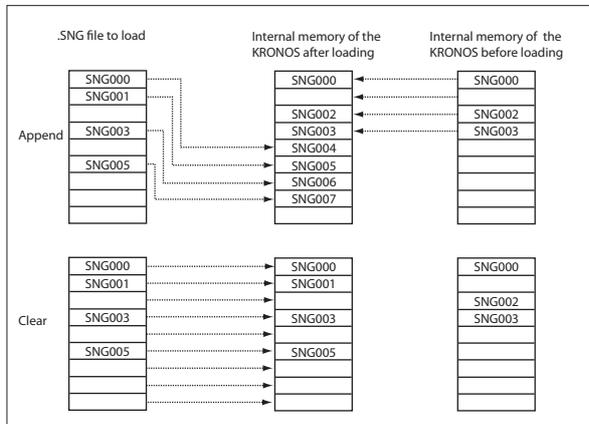 .SNG file to load
Internal memory of the
KRONOS after loading
Internal memory of the
KRONOS before loading
Append
SNG000
SNG001
SNG003
SNG005
SNG000
SNG002
SNG003
SNG004
SNG005
SNG006
SNG007
SNG000
SNG002
SNG003
Clear
SNG000
SNG001
SNG003
SNG005
SNG000
SNG001
SNG003
SNG005
SNG000
SNG002
SNG003